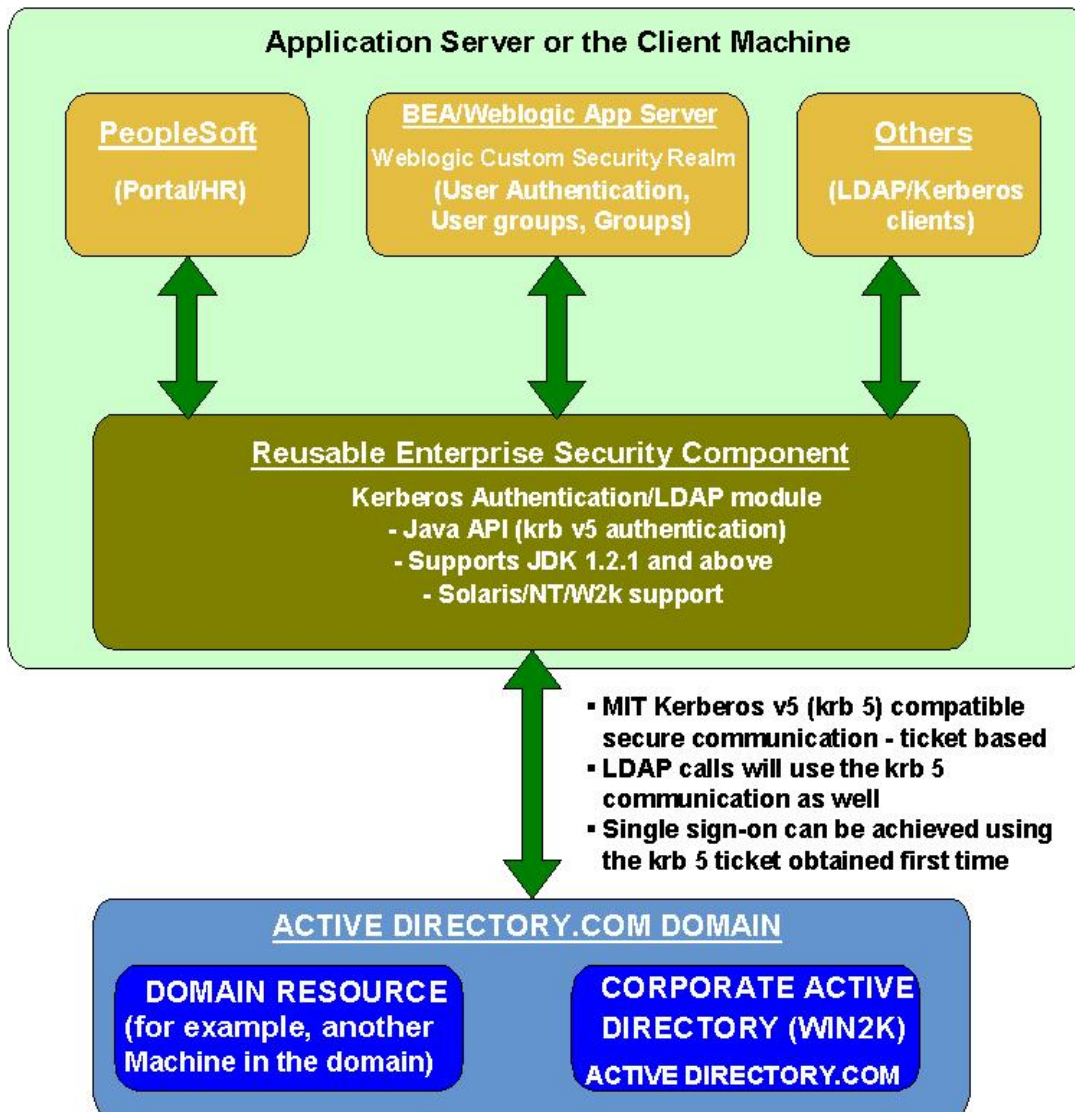 Application Server or the Client Machine
PeopleSoft
(Portal/HR)
BEA/Weblogic App Server
Weblogic Custom Security Realm
(User Authentication,
User groups, Groups)
Others
(LDAP/Kerberos
clients)
Reusable Enterprise Security Component
Kerberos Authentication/LDAP module
- Java API (krb v5 authentication)
- Supports JDK 1.2.1 and above
- Solaris/NT/W2k support
▪ MIT Kerberos v5 (krb 5) compatible
secure communication - ticket based
▪ LDAP calls will use the krb 5
communication as well
▪ Single sign-on can be achieved using
the krb 5 ticket obtained first time
ACTIVE DIRECTORY.COM DOMAIN
DOMAIN RESOURCE
(for example, another
Machine in the domain)
CORPORATE ACTIVE
DIRECTORY (WIN2K)
ACTIVE DIRECTORY.COM